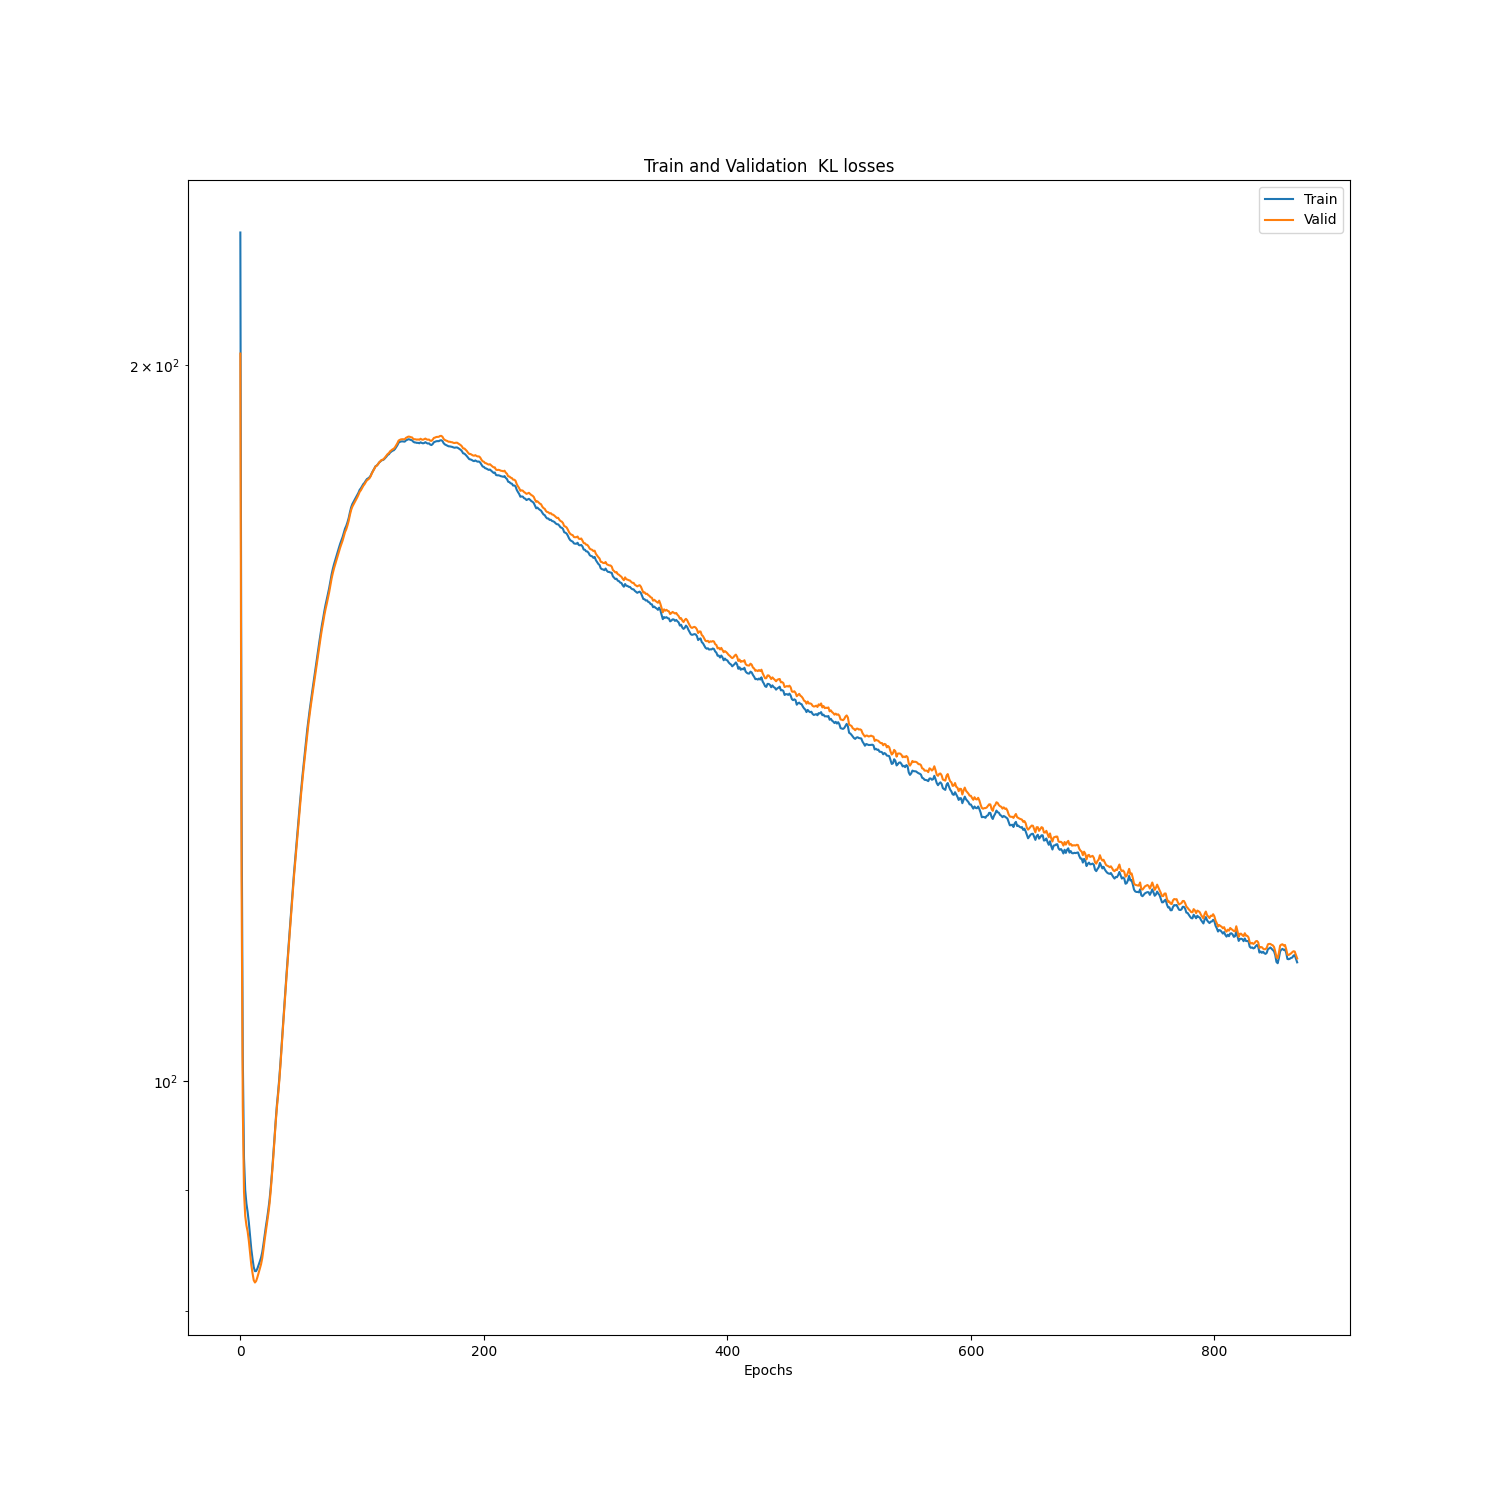 Train and Validation  KL losses
Train
Valid
2 × 10²
10²
0 200 400 600 800
Epochs